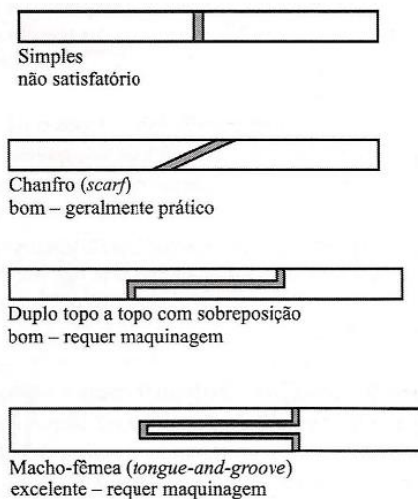 Simples
não satisfatório
Chanfro (scarf)
bom – geralmente prático
Duplo topo a topo com sobreposição
bom – requer maquinagem
Macho-fêmea (tongue-and-groove)
excelente – requer maquinagem